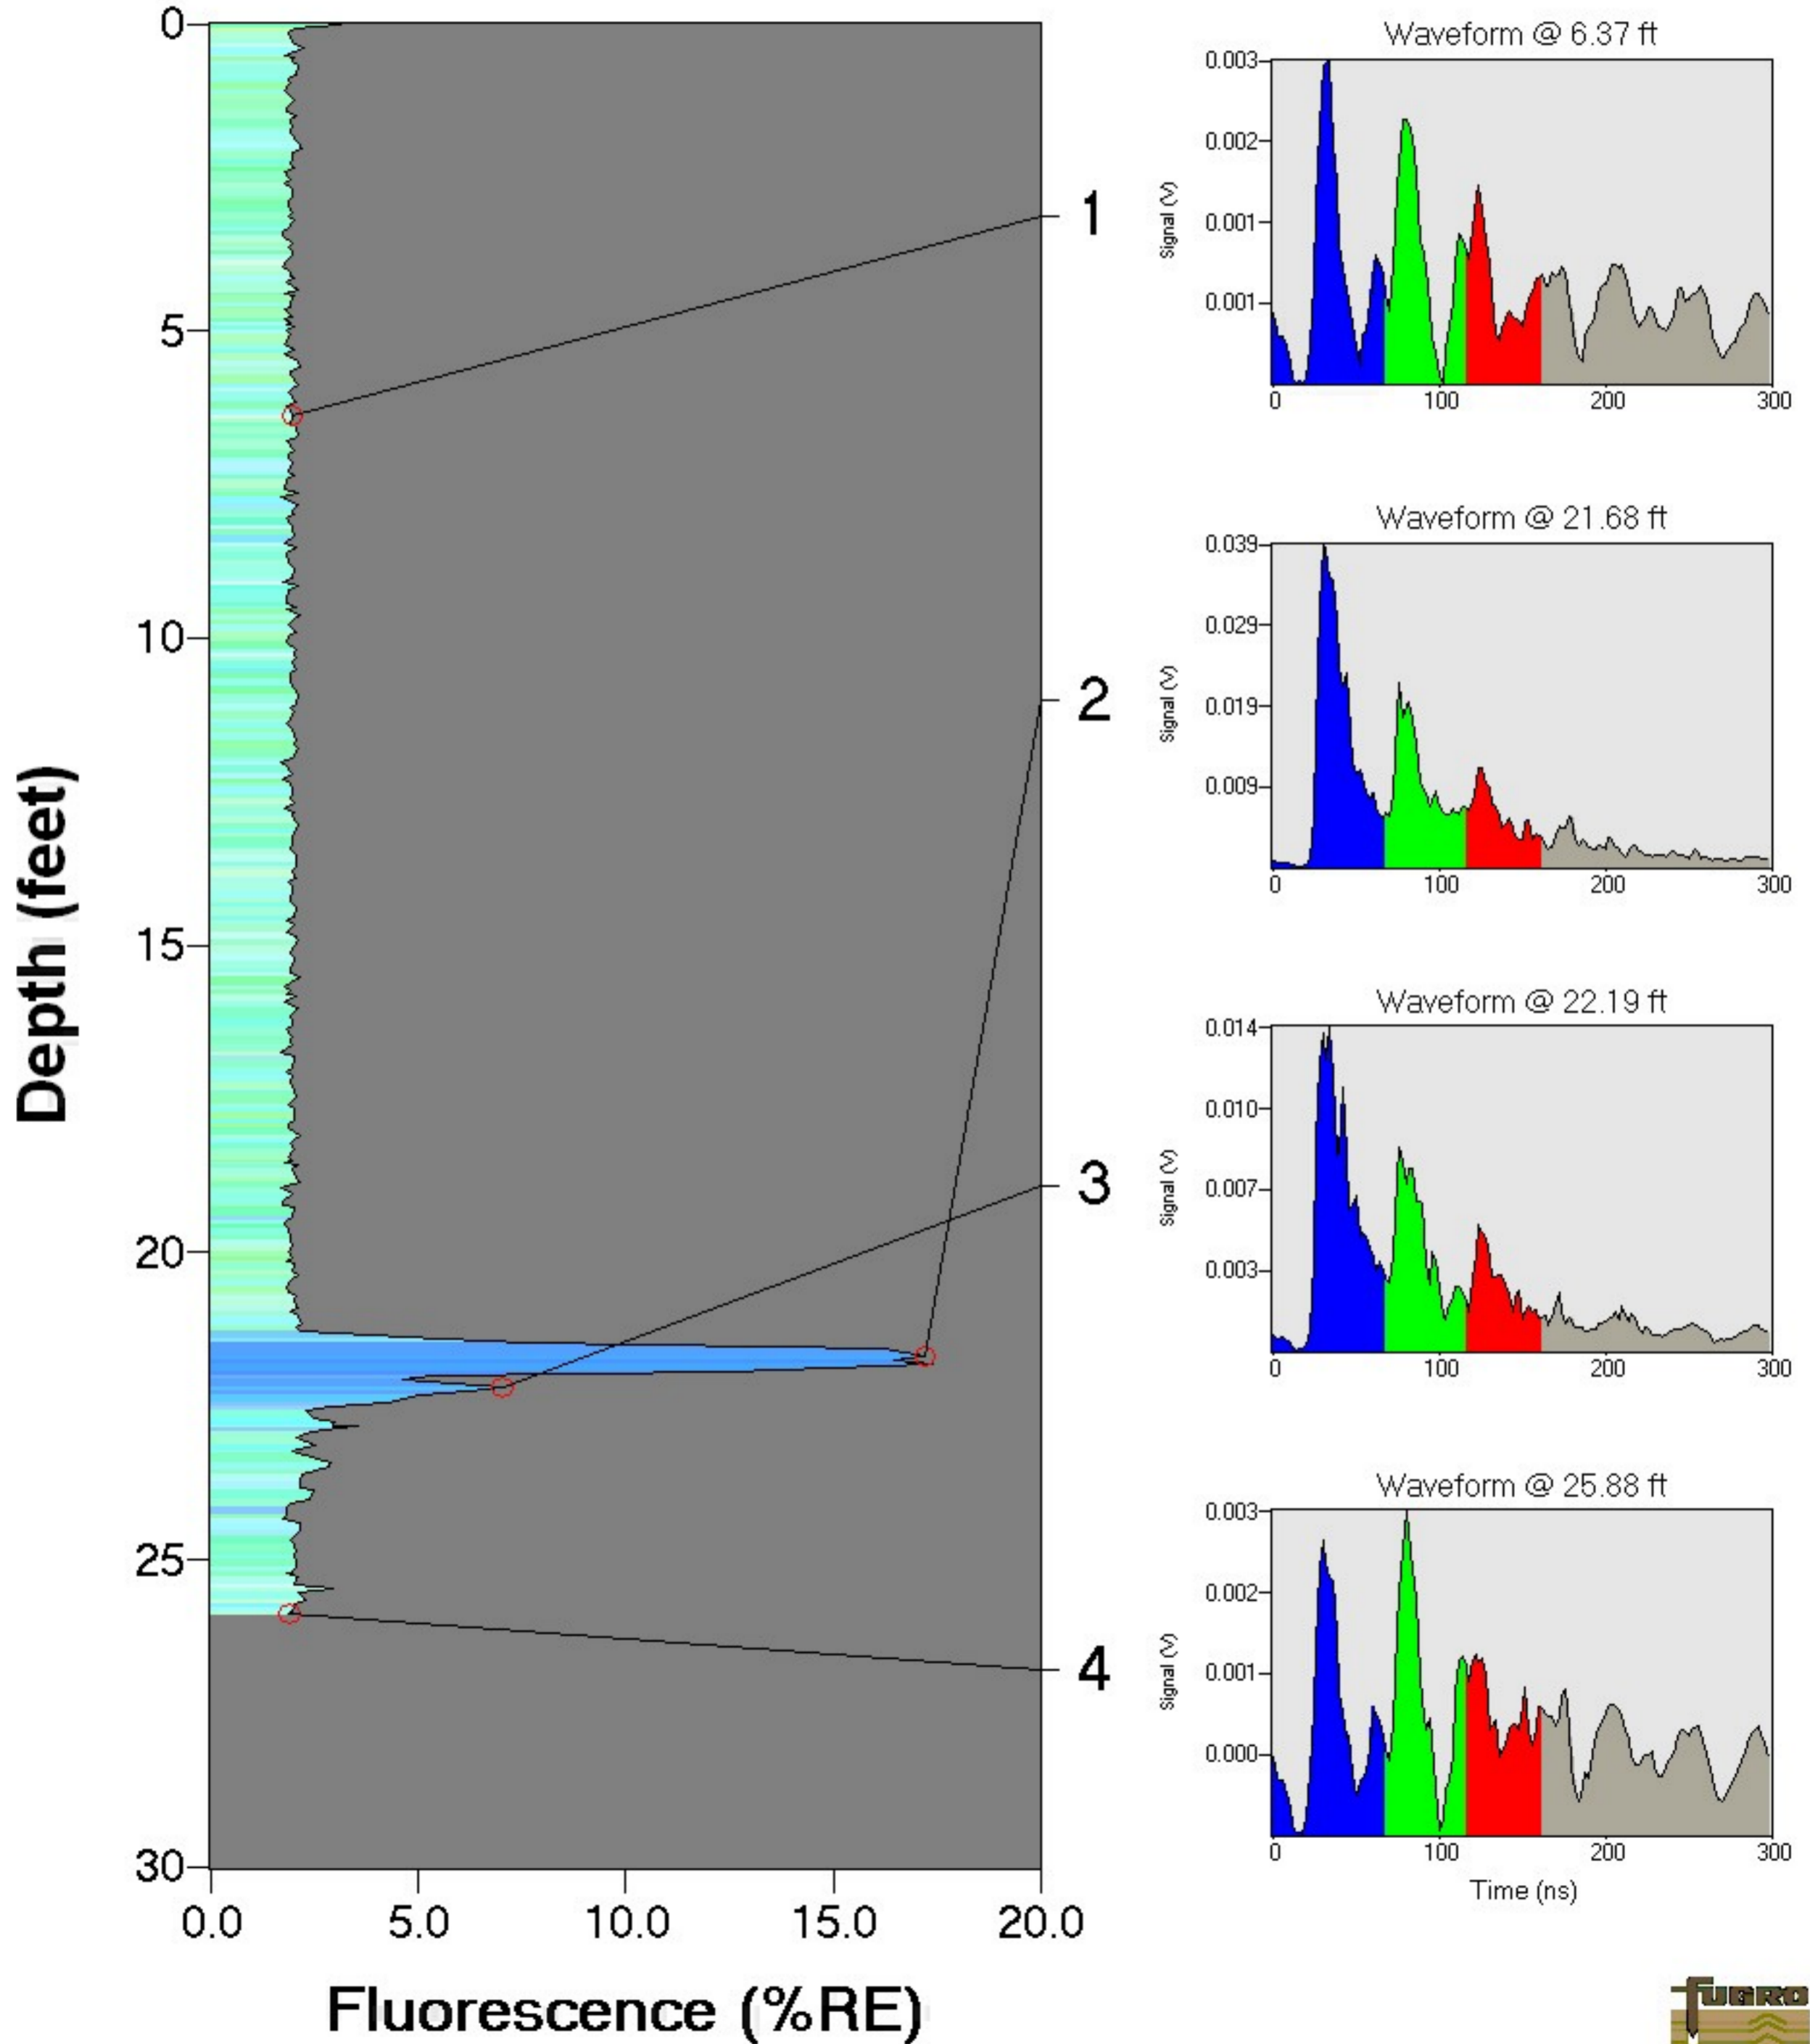 Depth (feet)
0
5
10
15
20
25
30
0.0 5.0 10.0 15.0 20.0
Fluorescence (%RE)
1
2
3
4
Waveform @ 6.37 ft
Signal (V)
0.003
0.002
0.001
0.001
0 100 200 300
Waveform @ 21.68 ft
Signal (V)
0.039
0.029
0.019
0.009
0 100 200 300
Waveform @ 22.19 ft
Signal (V)
0.014
0.010
0.007
0.003
0 100 200 300
Waveform @ 25.88 ft
Signal (V)
0.003
0.002
0.001
0.000
0 100 200 300
Time (ns)
fUGRO